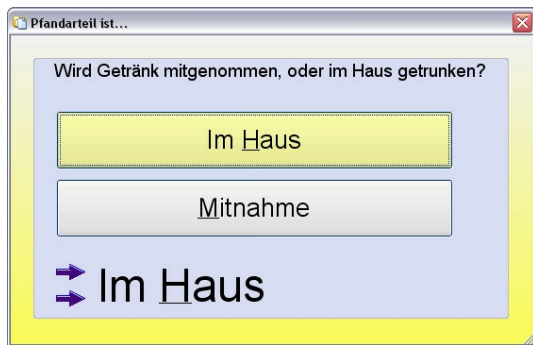 Pfandarteil ist...
Wird Getränk mitgenommen, oder im Haus getrunken?
Im Haus
Mitnahme
Im Haus